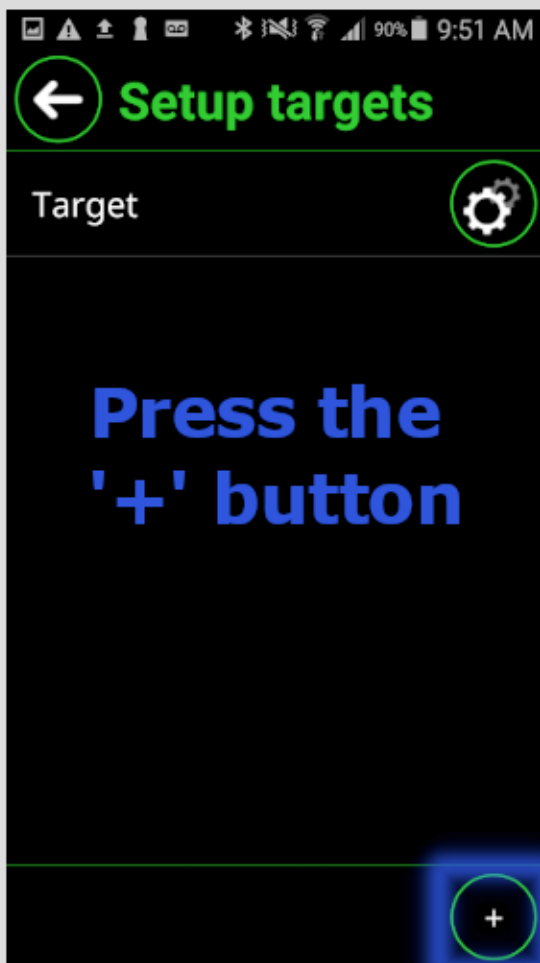 90% 9:51 AM
Setup targets
Target
Press the
'+' button
+